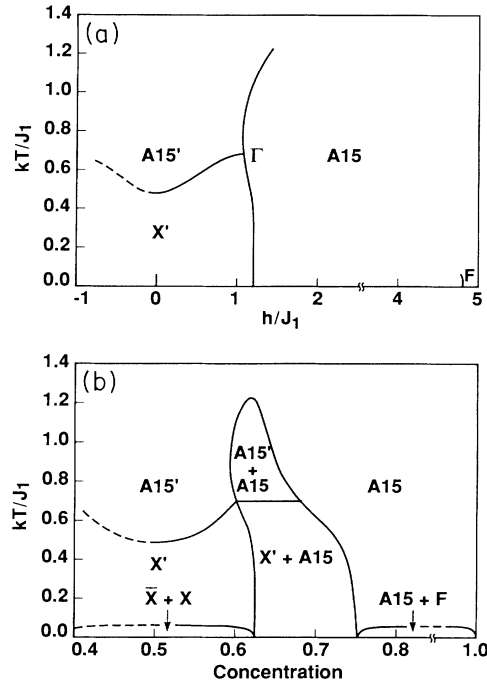 (a)
1.4
1.2
1.0
0.8
0.6
0.4
0.2
0.0
kT/J₁
A15'
Γ
A15
X'
F
-1
0
1
2
4
5
h/J₁
(b)
1.4
1.2
1.0
0.8
0.6
0.4
0.2
0.0
kT/J₁
A15'
A15'
+
A15
A15
X'
X' + A15
X̅ + X
A15 + F
0.4
0.5
0.6
0.7
0.8
1.0
Concentration